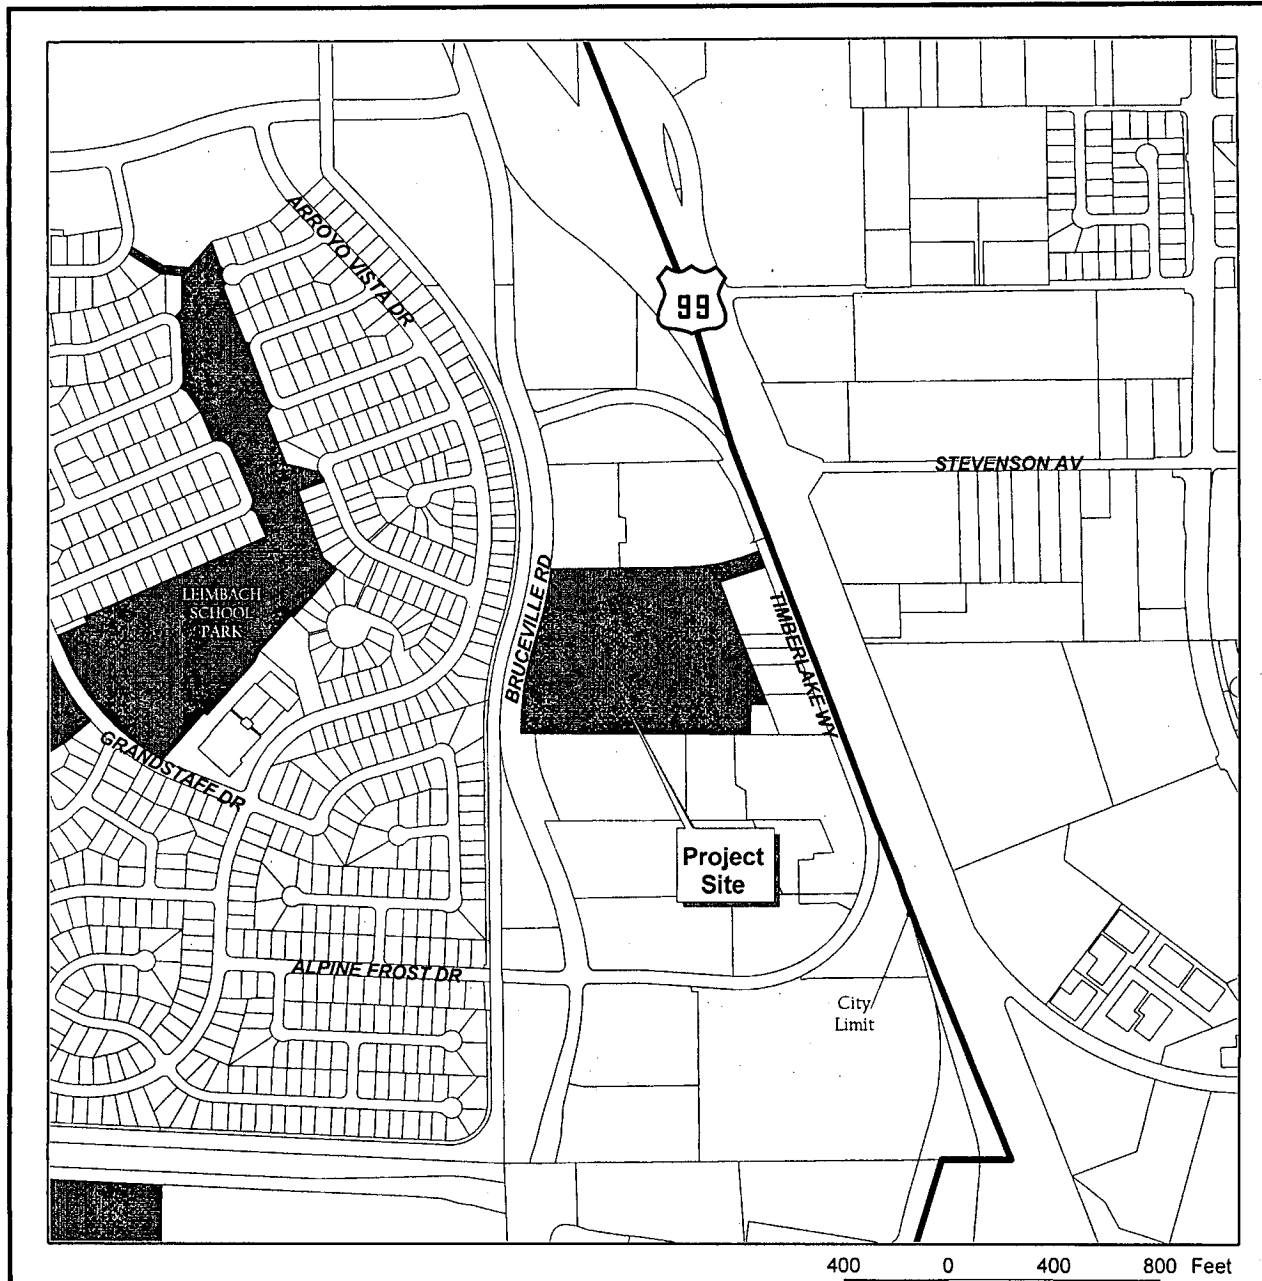 ARROYO VISTA DR
99
STEVENSON AV
BRUCEVILLE RD
LEIMBACH
SCHOOL
PARK
TIMBERLAKE WY
GRANDSTAFF DR
Project
Site
ALPINE FROST DR
City
Limit
400 0 400 800 Feet